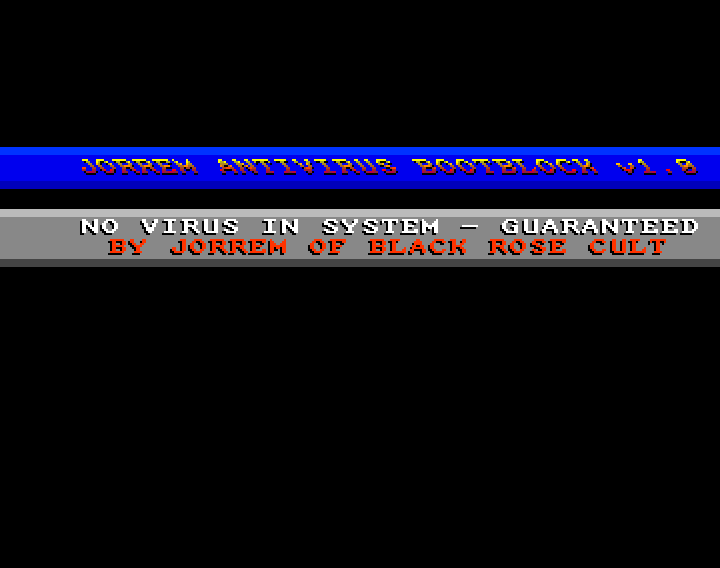 JORREM ANTIVIRUS BOOTBLOCK v1.0
NO VIRUS IN SYSTEM - GUARANTEED
BY JORREM OF BLACK ROSE CULT